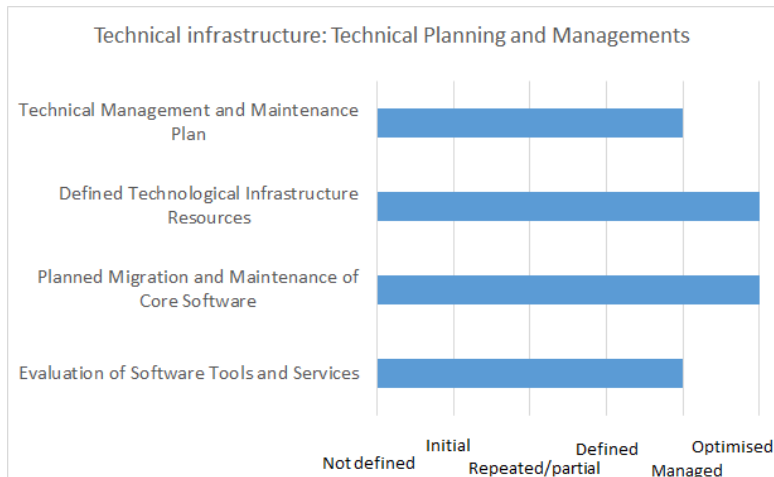 Technical infrastructure: Technical Planning and Managements
Technical Management and Maintenance
Plan
Defined Technological Infrastructure
Resources
Planned Migration and Maintenance of
Core Software
Evaluation of Software Tools and Services
Not defined
Initial
Repeated/partial
Defined
Managed
Optimised